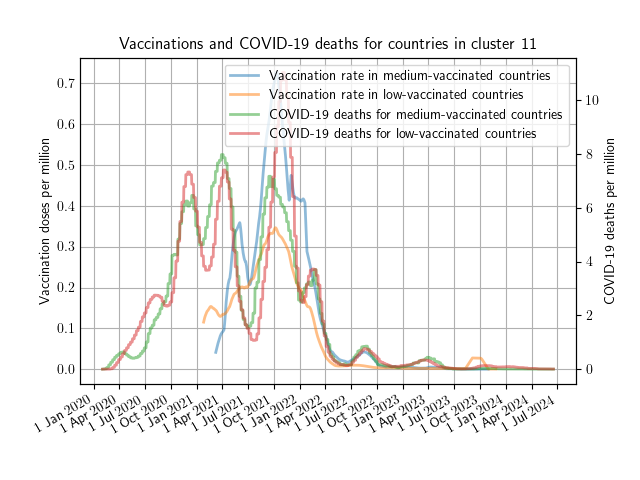 Vaccinations and COVID-19 deaths for countries in cluster 11
Vaccination rate in medium-vaccinated countries
Vaccination rate in low-vaccinated countries
COVID-19 deaths for medium-vaccinated countries
COVID-19 deaths for low-vaccinated countries
Vaccination doses per million
0.7
0.6
0.5
0.4
0.3
0.2
0.1
0.0
COVID-19 deaths per million
10
8
6
4
2
0
1 Jan 2020
1 Apr 2020
1 Jul 2020
1 Oct 2020
1 Jan 2021
1 Apr 2021
1 Jul 2021
1 Oct 2021
1 Jan 2022
1 Apr 2022
1 Jul 2022
1 Oct 2022
1 Jan 2023
1 Apr 2023
1 Jul 2023
1 Oct 2023
1 Jan 2024
1 Apr 2024
1 Jul 2024